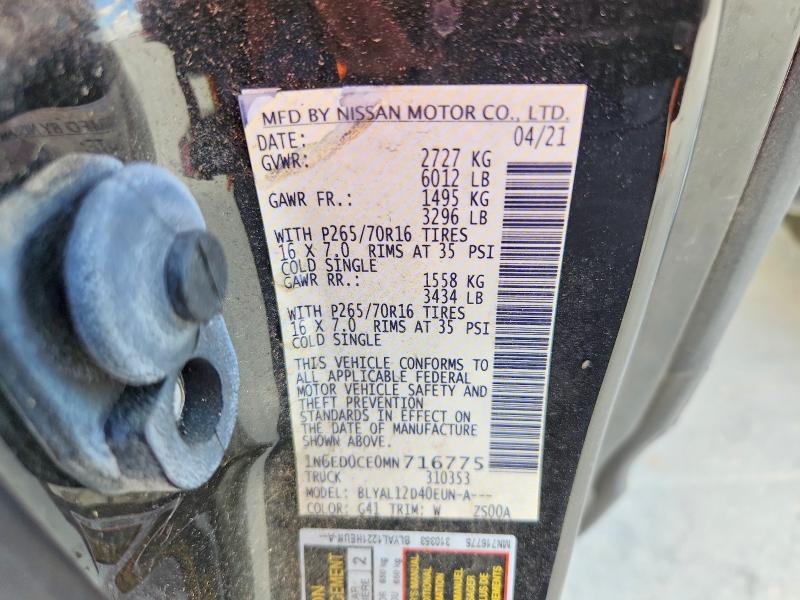 MFD BY NISSAN MOTOR CO., LTD.
DATE: 04/21
GVWR: 2727 KG
6012 LB
GAWR FR.: 1495 KG
3296 LB
WITH P265/70R16 TIRES
16 X 7.0 RIMS AT 35 PSI
COLD SINGLE
GAWR RR.: 1558 KG
3434 LB
WITH P265/70R16 TIRES
16 X 7.0 RIMS AT 35 PSI
COLD SINGLE
THIS VEHICLE CONFORMS TO
ALL APPLICABLE FEDERAL
MOTOR VEHICLE SAFETY AND
THEFT PREVENTION
STANDARDS IN EFFECT ON
THE DATE OF MANUFACTURE
SHOWN ABOVE.
1N6ED0CE0MN716775
TRUCK 310353
MODEL: BLYAL12D40EUN-A---
COLOR: G41 TRIM: W ZS00A
MN716775
310353
2